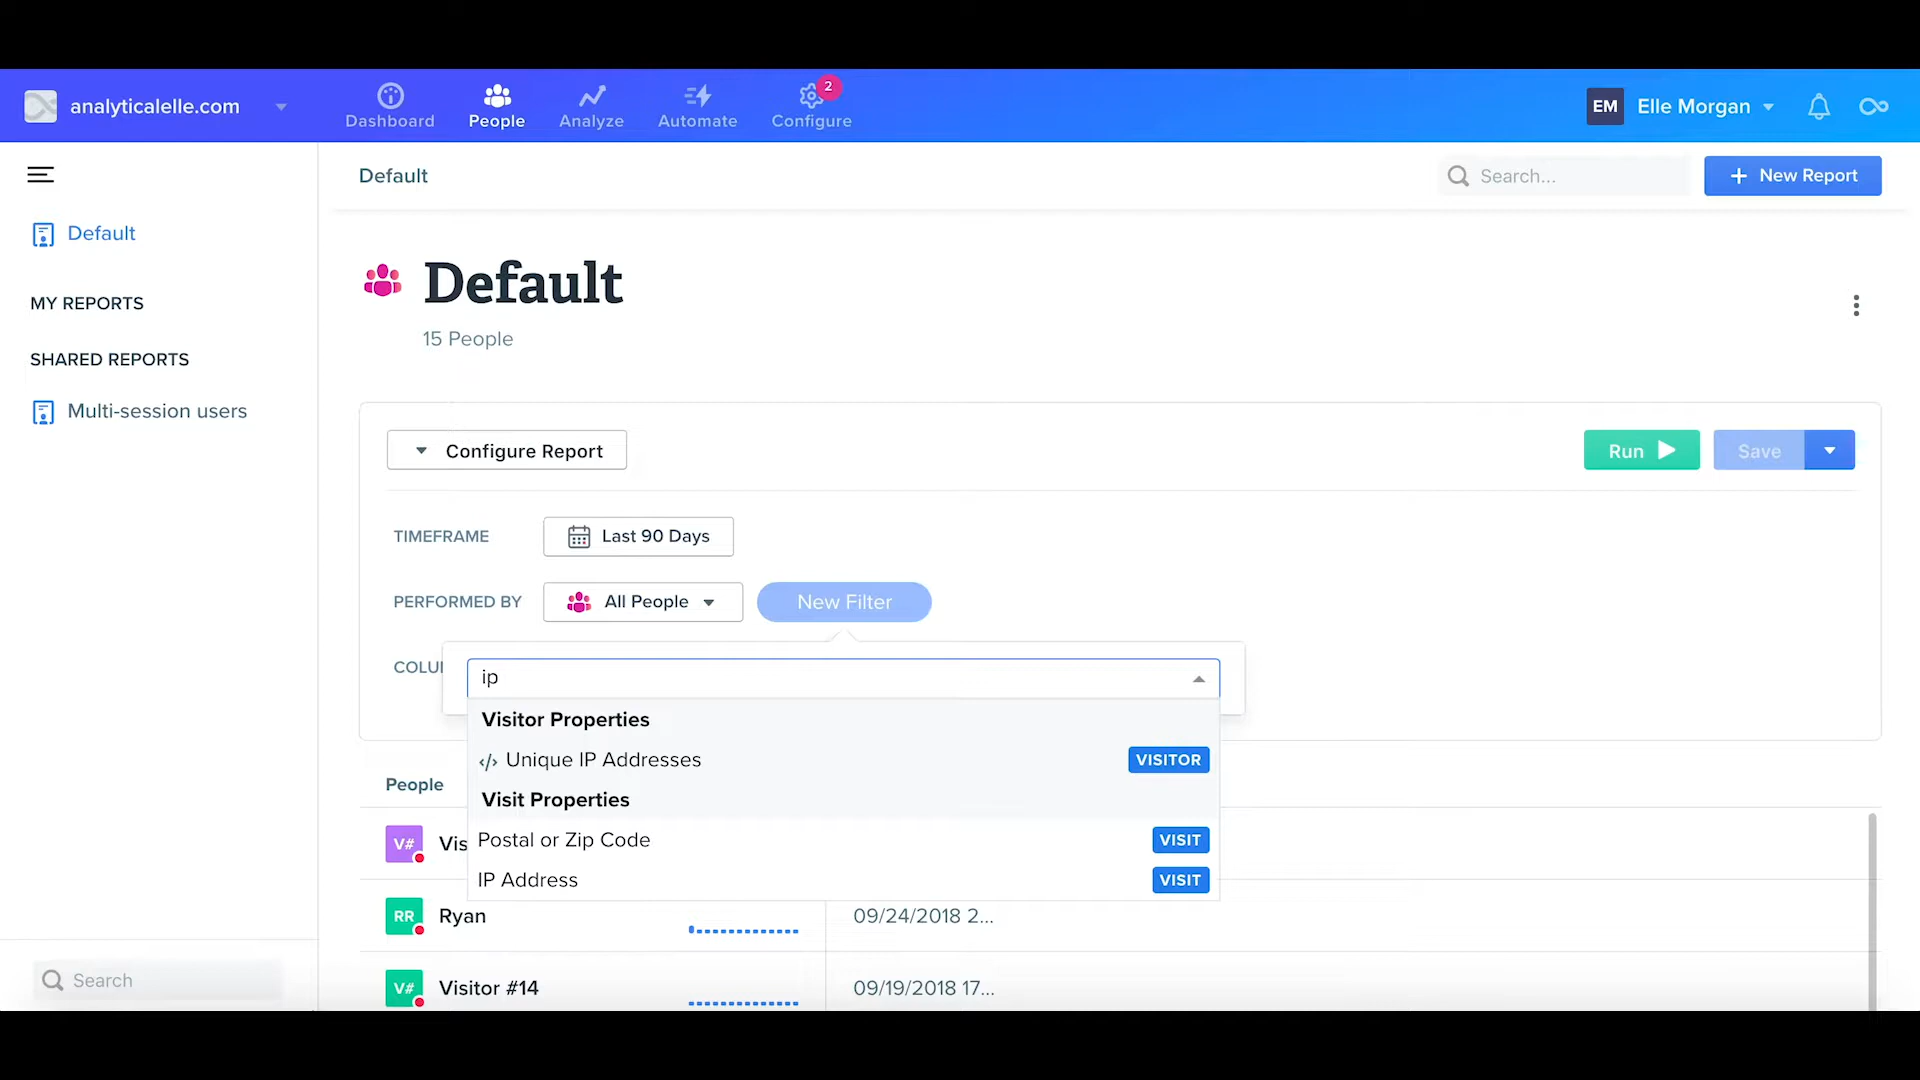 analyticalelle.com
Dashboard
People
Analyze
Automate
2
Configure
EM
Elle Morgan
Default
Search...
+ New Report
Default
MY REPORTS
SHARED REPORTS
Multi-session users
Search
Default
15 People
Configure Report
Run
Save
TIMEFRAME
Last 90 Days
PERFORMED BY
All People
New Filter
COLU
ip
Visitor Properties
</> Unique IP Addresses
VISITOR
Visit Properties
Postal or Zip Code
VISIT
IP Address
VISIT
People
V#
Vis
RR
Ryan
09/24/2018 2...
V#
Visitor #14
09/19/2018 17...